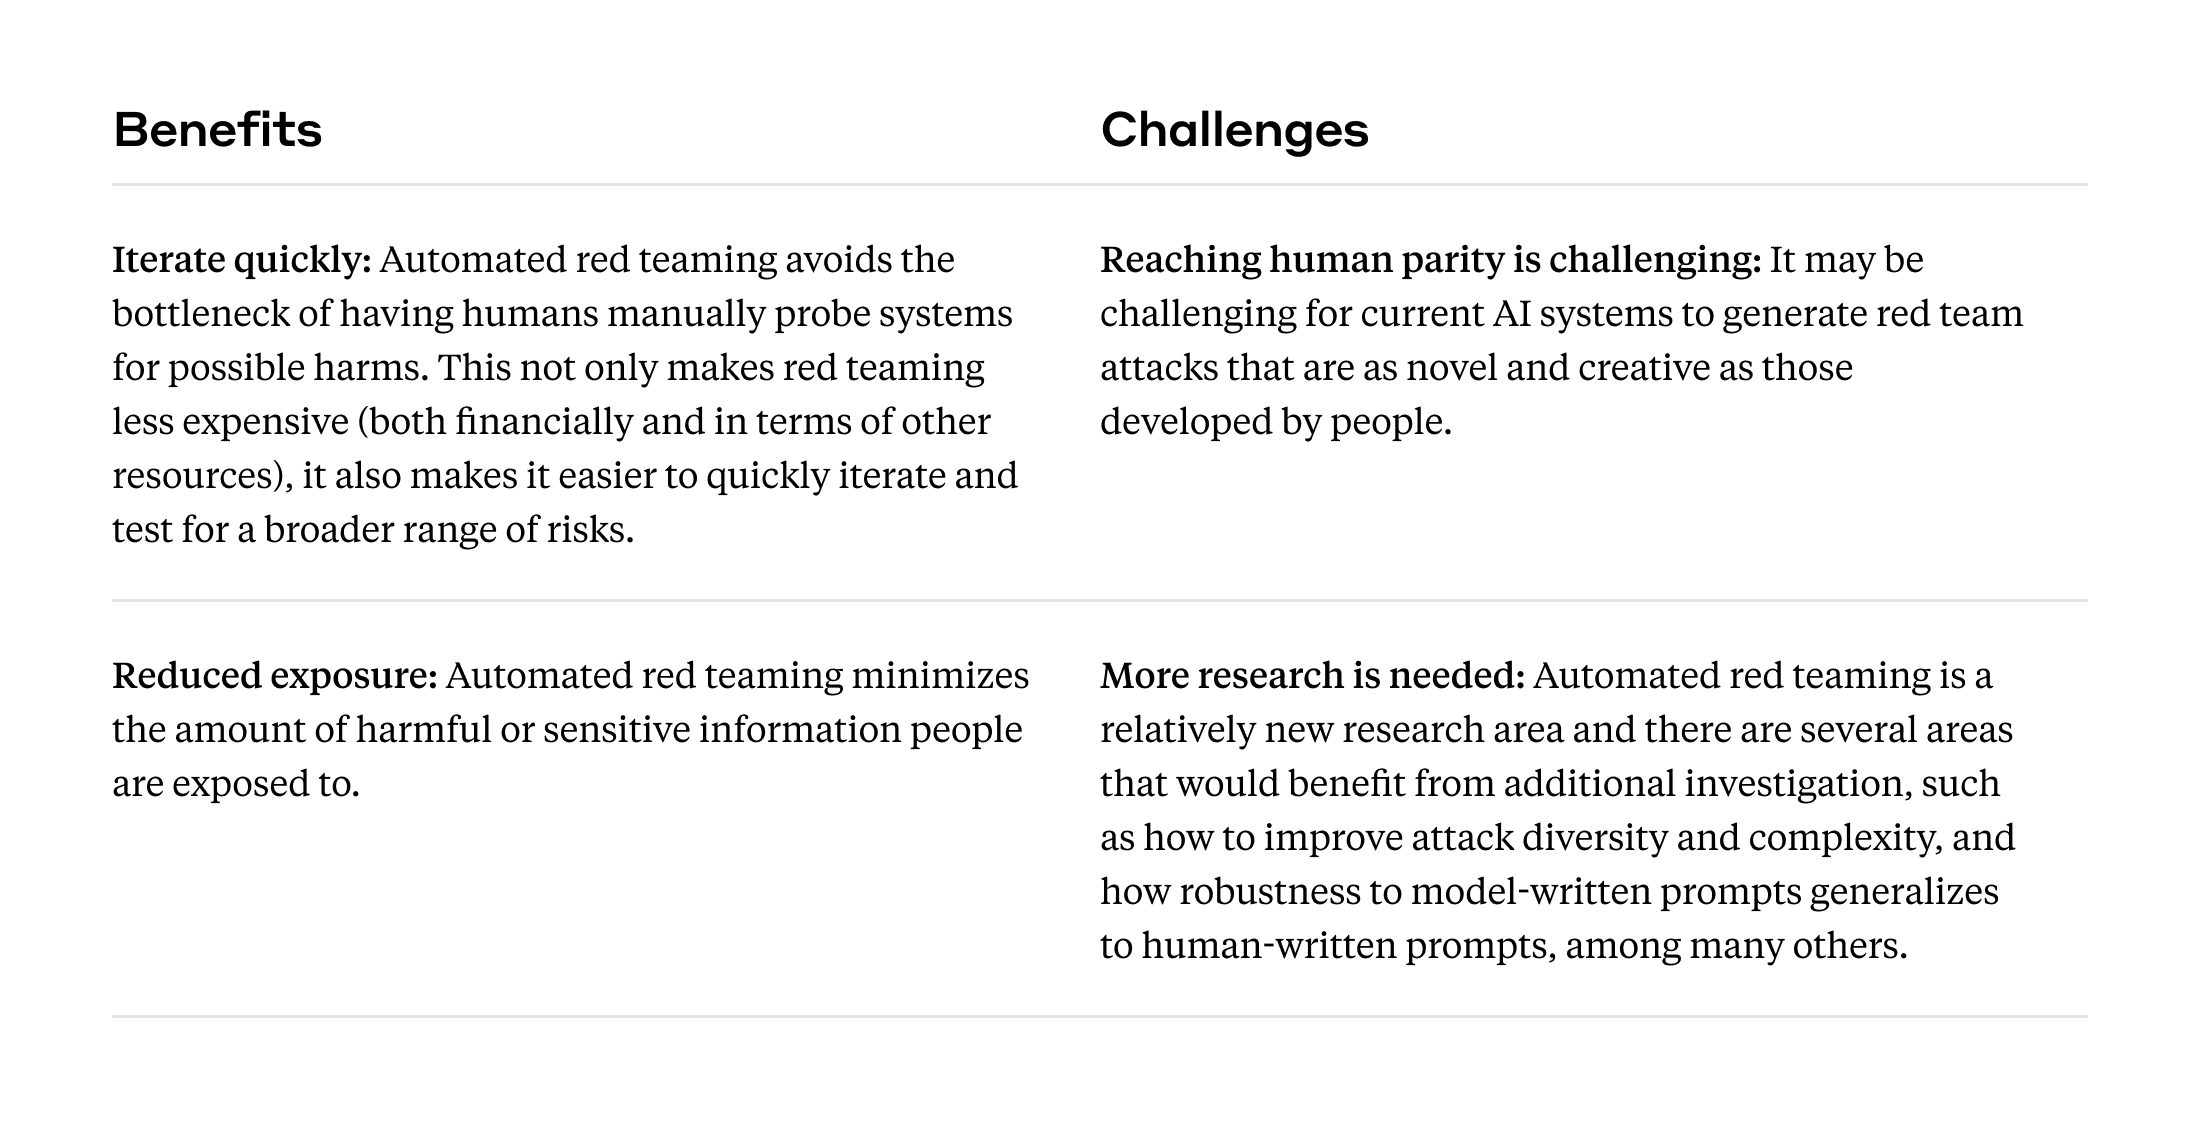 Benefits
Challenges
Iterate quickly: Automated red teaming avoids the
bottleneck of having humans manually probe systems
for possible harms. This not only makes red teaming
less expensive (both financially and in terms of other
resources), it also makes it easier to quickly iterate and
test for a broader range of risks.
Reaching human parity is challenging: It may be
challenging for current AI systems to generate red team
attacks that are as novel and creative as those
developed by people.
Reduced exposure: Automated red teaming minimizes
the amount of harmful or sensitive information people
are exposed to.
More research is needed: Automated red teaming is a
relatively new research area and there are several areas
that would benefit from additional investigation, such
as how to improve attack diversity and complexity, and
how robustness to model-written prompts generalizes
to human-written prompts, among many others.